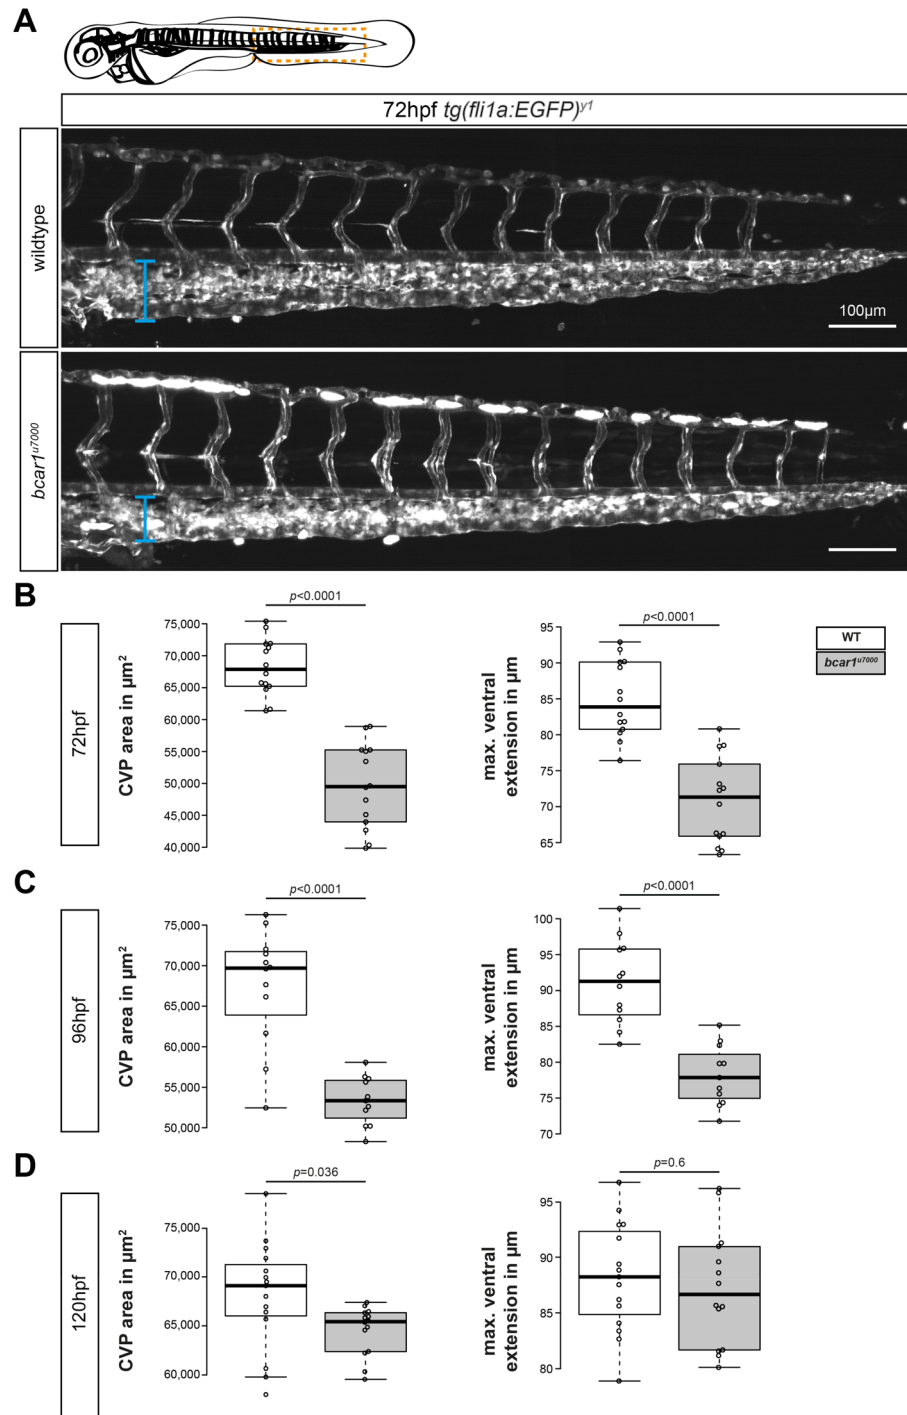 A
72hpf tg(fli1a:EGFP)y1
wildtype
100µm
bcar1u7000
B
72hpf
CVP area in µm2
75,000
70,000
65,000
60,000
55,000
50,000
45,000
40,000
p<0.0001
max. ventral
extension in µm
95
90
85
80
75
70
65
p<0.0001
WT
bcar1u7000
C
96hpf
CVP area in µm2
75,000
70,000
65,000
60,000
55,000
50,000
p<0.0001
max. ventral
extension in µm
100
95
90
85
80
75
70
p<0.0001
D
120hpf
CVP area in µm2
75,000
70,000
65,000
60,000
p=0.036
max. ventral
extension in µm
95
90
85
80
p=0.6